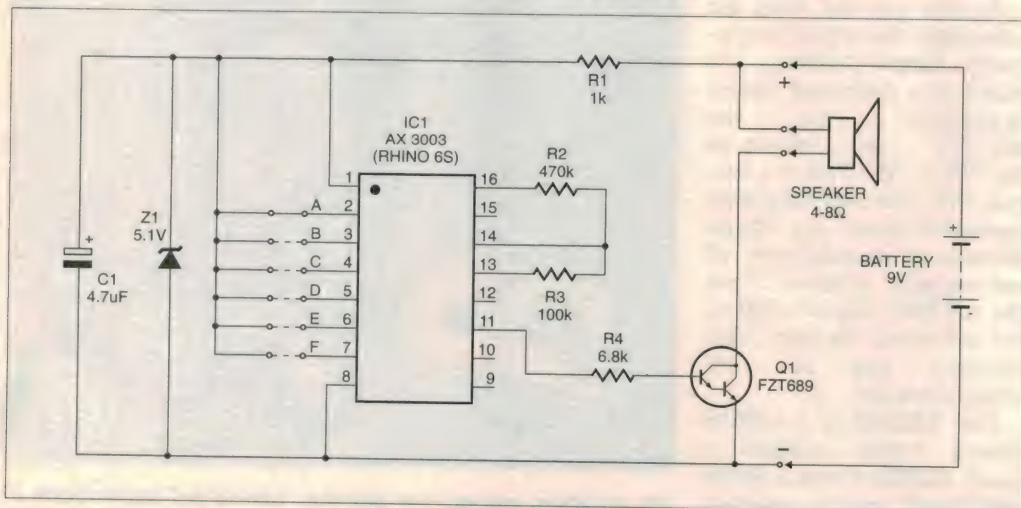 R1
1k
+
IC1
AX 3003
(RHINO 6S)
1
16
R2
470k
A
2
15
B
3
14
C
4
13
D
5
12
R3
100k
E
6
11
F
7
10
8
9
Z1
5.1V
+
C1
4.7uF
R4
6.8k
Q1
FZT689
SPEAKER
4-8Ω
+
BATTERY
9V
-
−